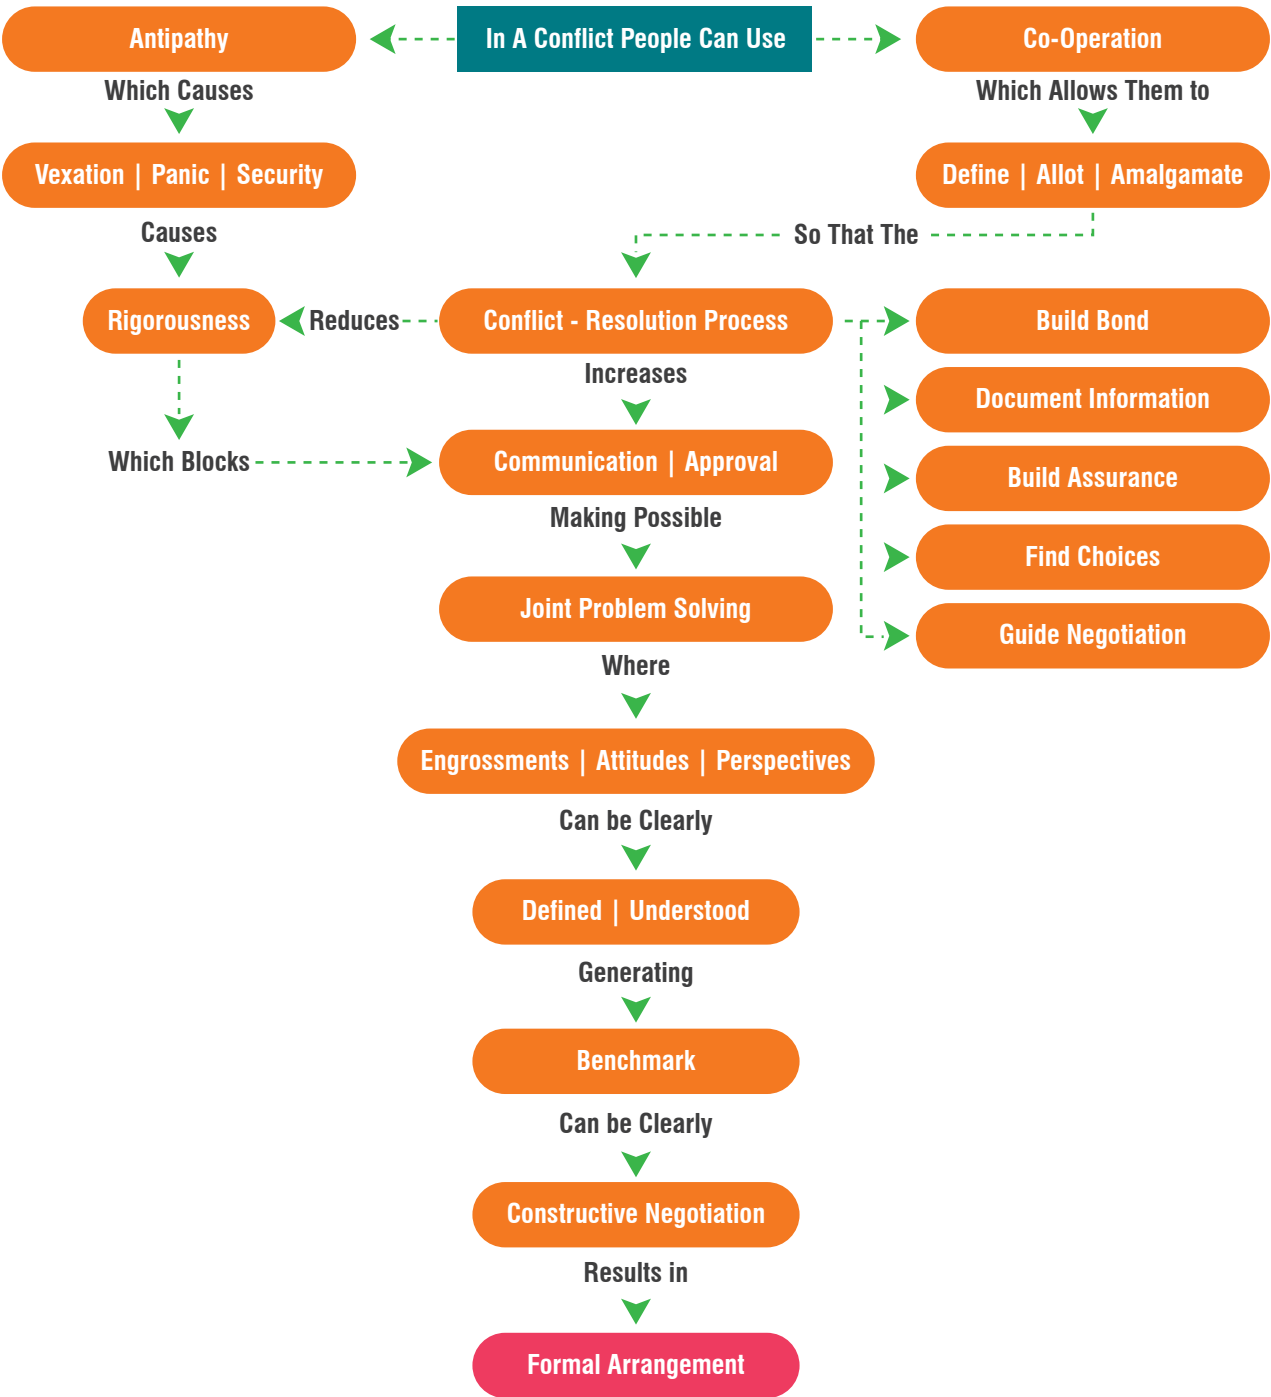 Antipathy
In A Conflict People Can Use
Co-Operation
Which Causes
Which Allows Them to
Vexation | Panic | Security
Define | Allot | Amalgamate
Causes
So That The
Rigorousness
Reduces
Conflict - Resolution Process
Build Bond
Increases
Document Information
Which Blocks
Communication | Approval
Build Assurance
Making Possible
Find Choices
Joint Problem Solving
Guide Negotiation
Where
Engrossments | Attitudes | Perspectives
Can be Clearly
Defined | Understood
Generating
Benchmark
Can be Clearly
Constructive Negotiation
Results in
Formal Arrangement